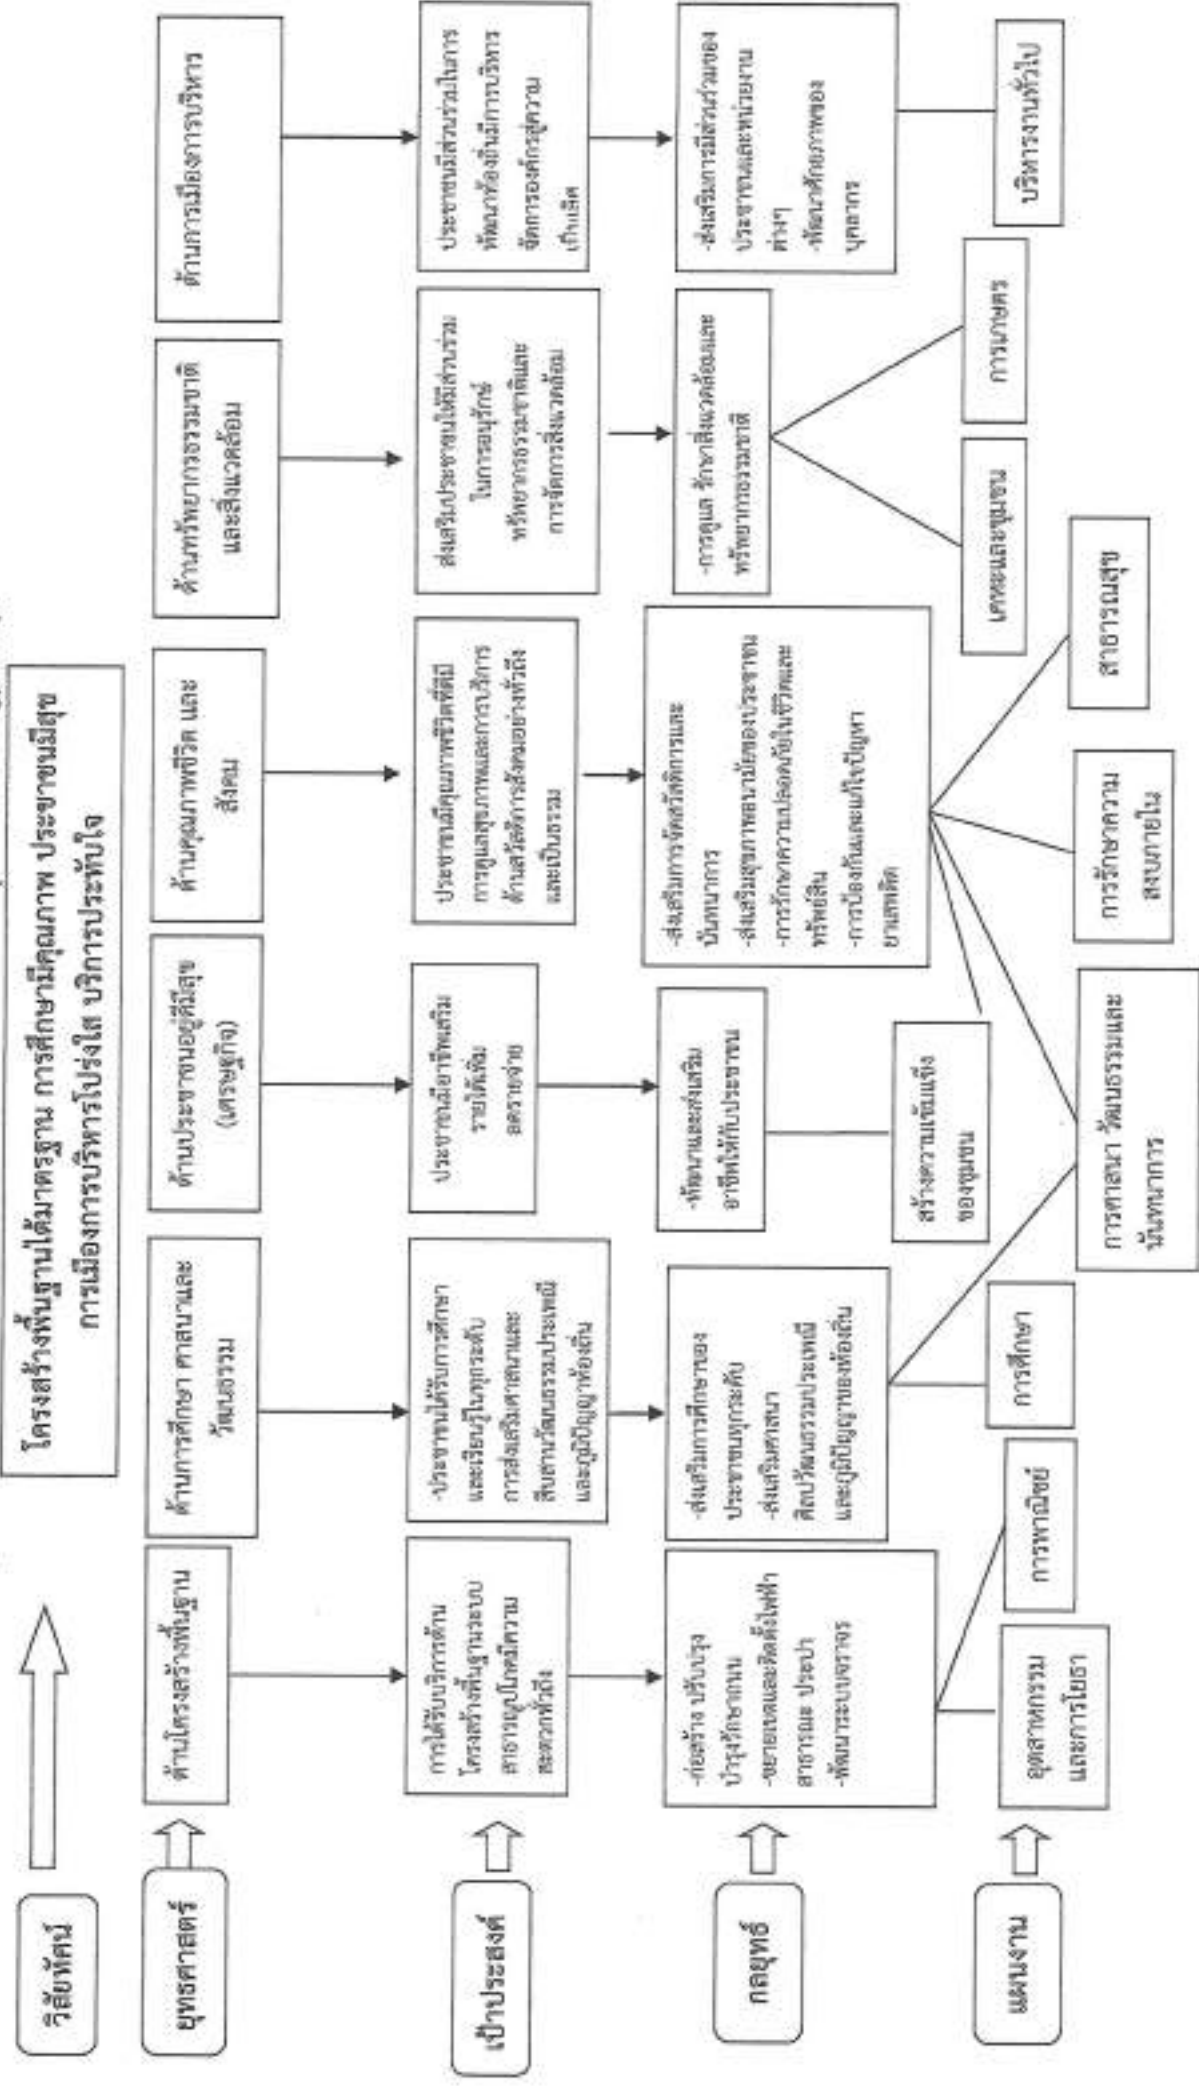 วิสัยทัศน์
โครงสร้างพื้นฐานได้มาตรฐาน การศึกษามีคุณภาพ ประชาชนมีสุข
การเมืองการบริหารโปร่งใส บริการประทับใจ
ยุทธศาสตร์
ด้านโครงสร้างพื้นฐาน
ด้านการศึกษา ศาสนาและ
วัฒนธรรม
ด้านประชาชนอยู่ดีมีสุข
(เศรษฐกิจ)
ด้านคุณภาพชีวิต และ
สังคม
ด้านทรัพยากรธรรมชาติ
และสิ่งแวดล้อม
ด้านการเมืองการบริหาร
เป้าประสงค์
การได้รับบริการด้าน
โครงสร้างพื้นฐานระบบ
สาธารณูปโภคมีความ
สะดวกทั่วถึง
-ประชาชนได้รับการศึกษา
และเรียนรู้ในทุกระดับ
การส่งเสริมศาสนาและ
สืบสานวัฒนธรรมประเพณี
และภูมิปัญญาท้องถิ่น
ประชาชนมีอาชีพเสริม
รายได้เพิ่ม
ลดรายจ่าย
ประชาชนมีคุณภาพชีวิตที่ดีมี
การดูแลสุขภาพและการบริการ
ด้านสวัสดิการสังคมอย่างทั่วถึง
และเป็นธรรม
ส่งเสริมประชาชนให้มีส่วนร่วม
ในการอนุรักษ์
ทรัพยากรธรรมชาติและ
การจัดการสิ่งแวดล้อม
ประชาชนมีส่วนร่วมในการ
พัฒนาท้องถิ่นมีการบริหาร
จัดการองค์กรสู่ความ
เป็นเลิศ
กลยุทธ์
-ก่อสร้าง ปรับปรุง
บำรุงรักษาถนน
-ขยายเขตและติดตั้งไฟฟ้า
สาธารณะ ประปา
-พัฒนาระบบจราจร
-ส่งเสริมการศึกษาของ
ประชาชนทุกระดับ
-ส่งเสริมศาสนา
ศิลปวัฒนธรรมประเพณี
และภูมิปัญญาของท้องถิ่น
-พัฒนาและส่งเสริม
อาชีพให้กับประชาชน
-ส่งเสริมการจัดสวัสดิการและ
นันทนาการ
-ส่งเสริมสุขภาพอนามัยของประชาชน
-การรักษาความปลอดภัยในชีวิตและ
ทรัพย์สิน
-การป้องกันและแก้ไขปัญหา
ยาเสพติด
-การดูแล รักษาสิ่งแวดล้อมและ
ทรัพยากรธรรมชาติ
-ส่งเสริมการมีส่วนร่วมของ
ประชาชนและหน่วยงาน
ต่างๆ
-พัฒนาศักยภาพของ
บุคลากร
แผนงาน
อุตสาหกรรม
และการโยธา
การพาณิชย์
การศึกษา
การศาสนา วัฒนธรรมและ
นันทนาการ
สร้างความเข้มแข็ง
ของชุมชน
การรักษาความ
สงบภายใน
สาธารณสุข
เคหะและชุมชน
การเกษตร
บริหารงานทั่วไป